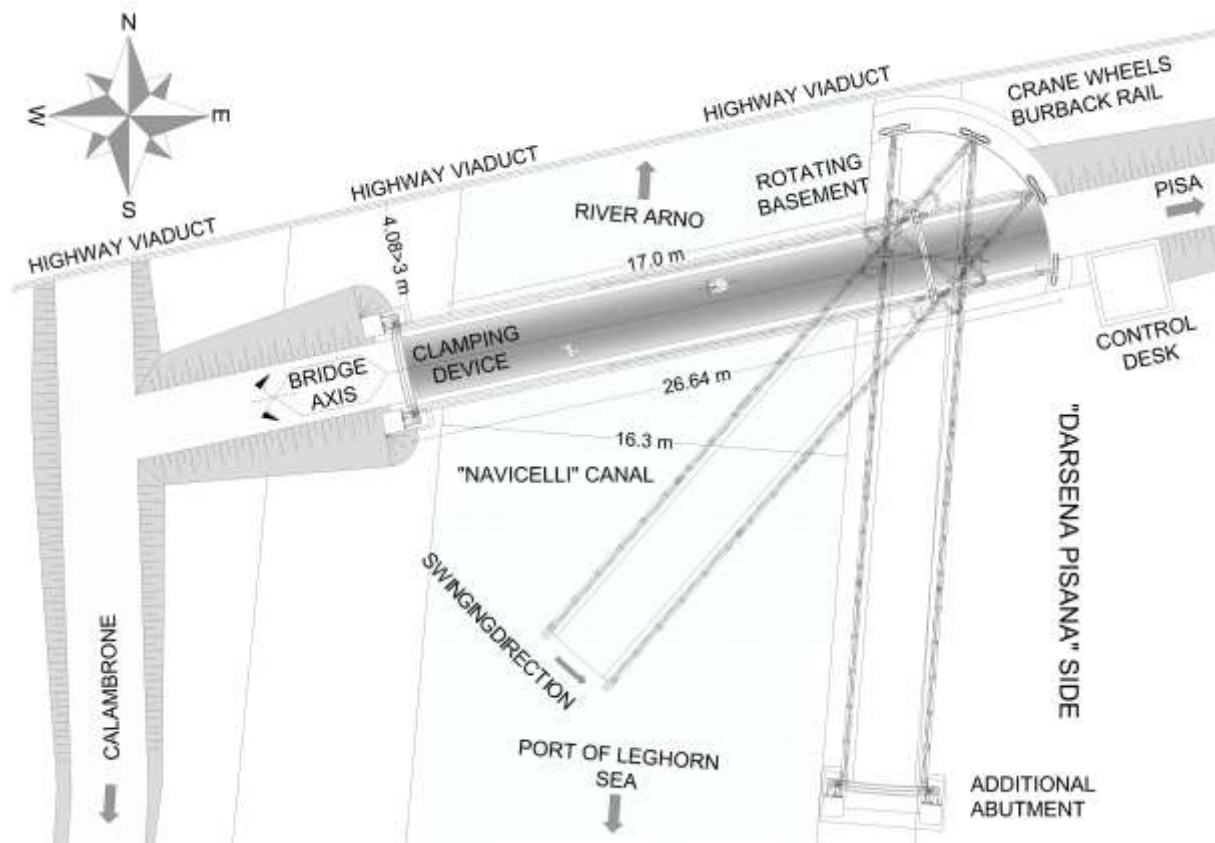 N
W
E
S
HIGHWAY VIADUCT
HIGHWAY VIADUCT
HIGHWAY VIADUCT
HIGHWAY VIADUCT
CRANE WHEELS
BURBACK RAIL
ROTATING
BASEMENT
RIVER ARNO
PISA
4.08>3 m
17.0 m
CLAMPING
DEVICE
BRIDGE
AXIS
CONTROL
DESK
26.64 m
16.3 m
"NAVICELLI" CANAL
"DARSENA PISANA" SIDE
SWINGING DIRECTION
CALAMBRONE
PORT OF LEGHORN
SEA
ADDITIONAL
ABUTMENT